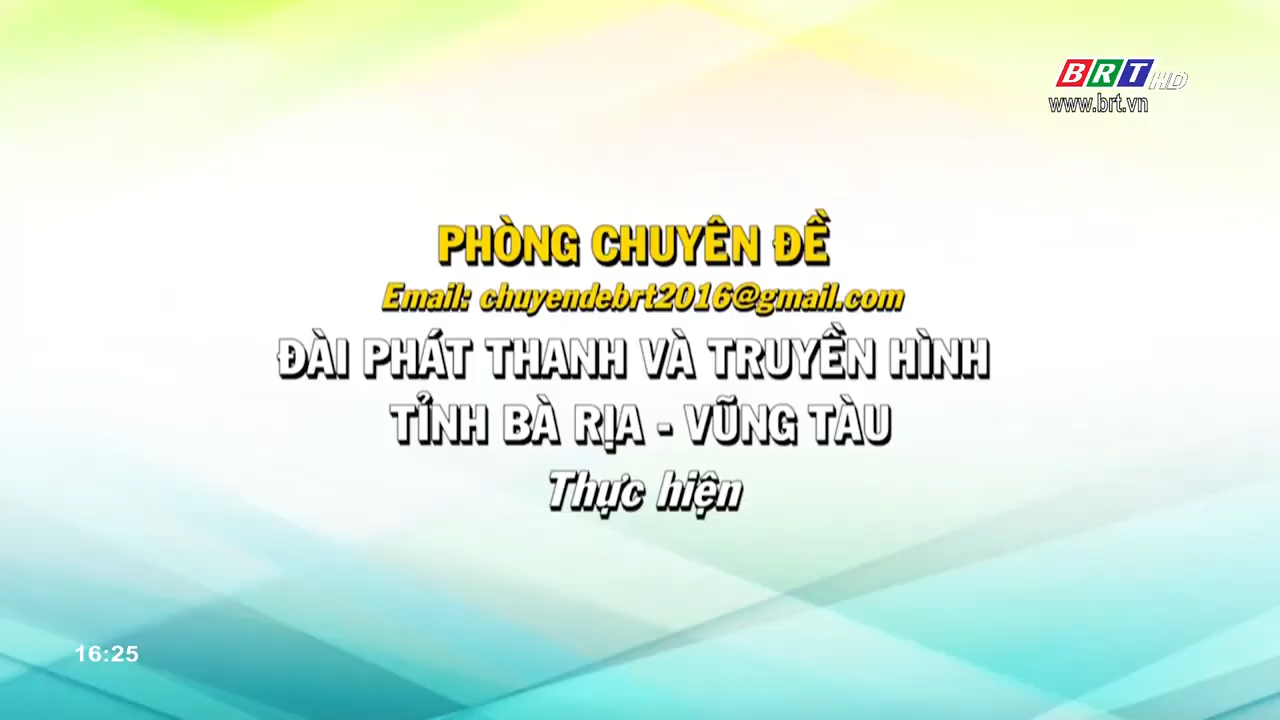 BRT HD
www.brt.vn
PHÒNG CHUYÊN ĐỀ
Email: chuyendebrt2016@gmail.com
ĐÀI PHÁT THANH VÀ TRUYỀN HÌNH
TỈNH BÀ RỊA - VŨNG TÀU
Thực hiện
16:25